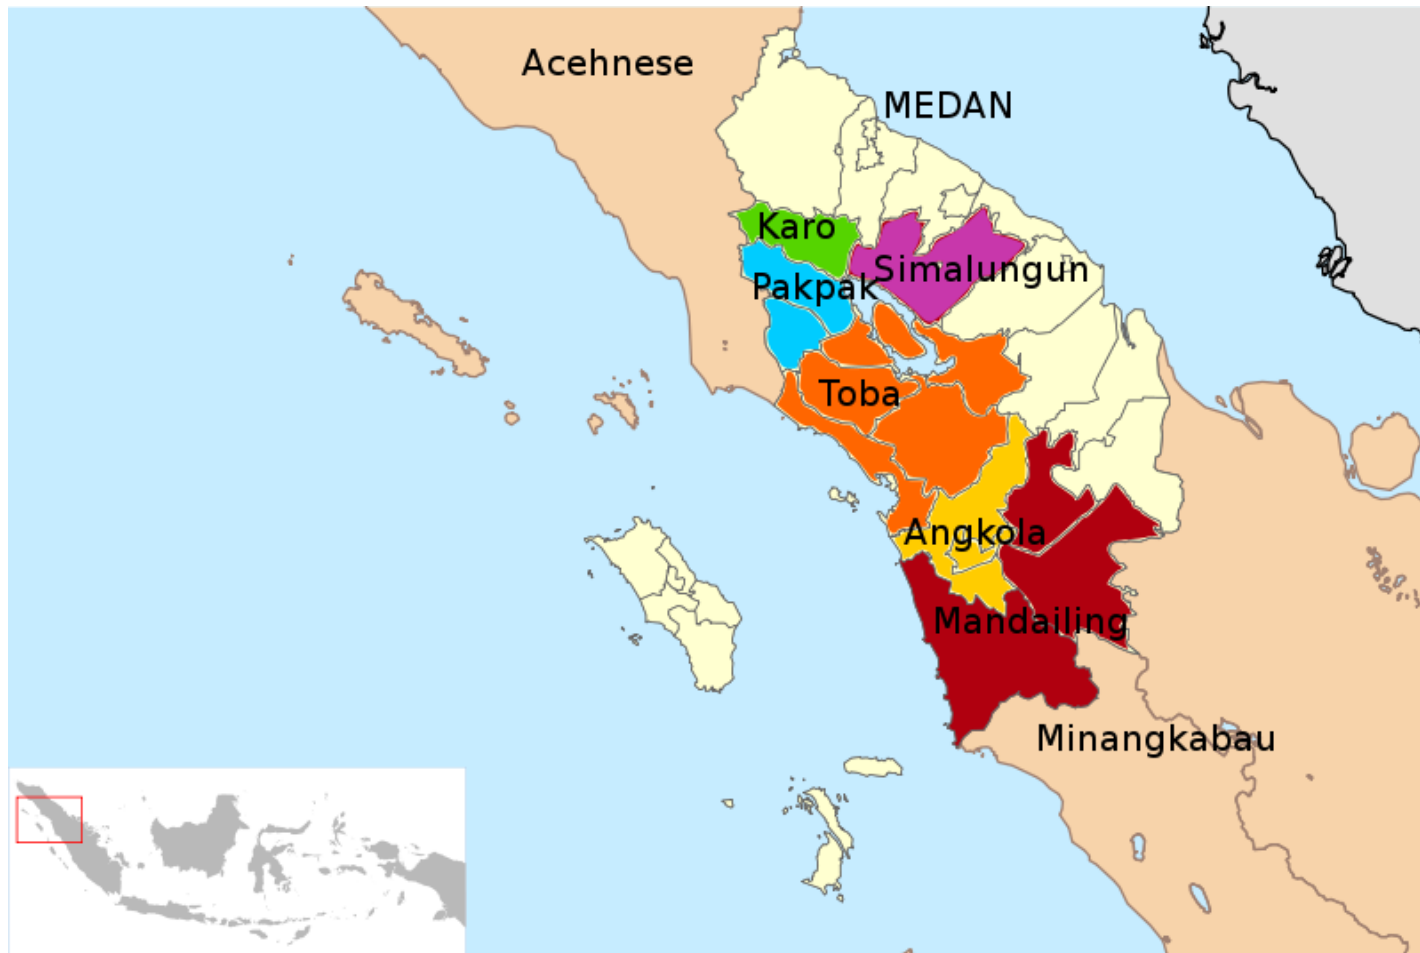 Acehnese
MEDAN
Karo
Simalungun
Pakpak
Toba
Angkola
Mandailing
Minangkabau